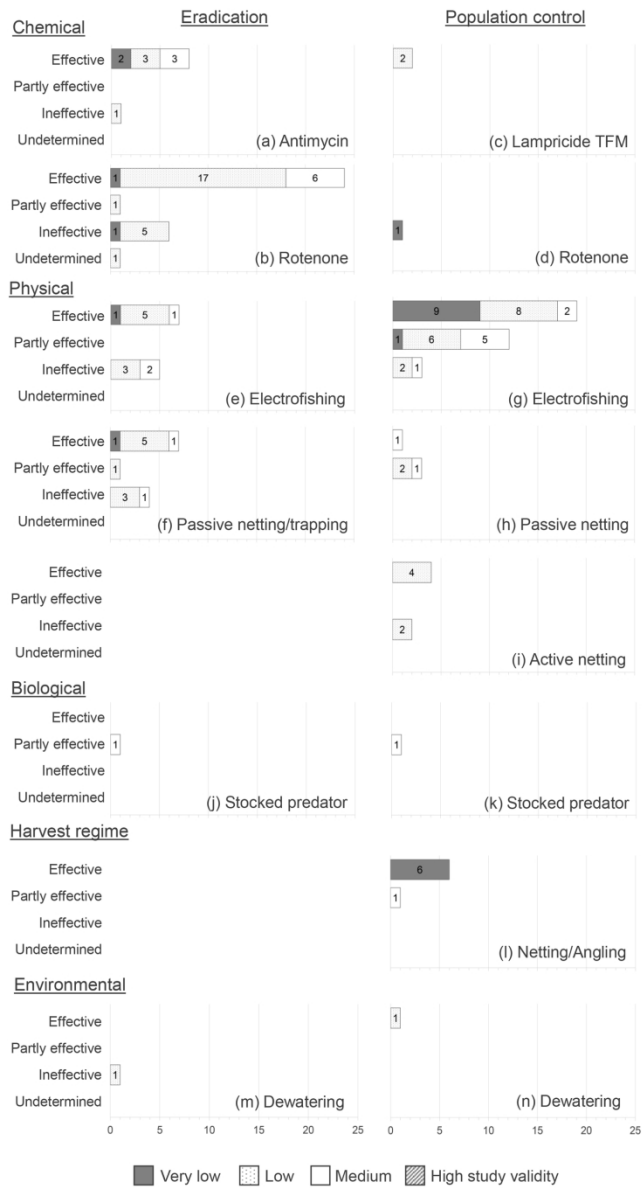 Eradication Population control
Chemical
Effective 2 3 3 2
Partly effective
Ineffective 1
Undetermined (a) Antimycin (c) Lampricide TFM
Effective 1 17 6
Partly effective 1
Ineffective 1 5 1
Undetermined 1 (b) Rotenone (d) Rotenone
Physical
Effective 1 5 1 9 8 2
Partly effective 1 6 5
Ineffective 3 2 2 1
Undetermined (e) Electrofishing (g) Electrofishing
Effective 1 5 1 1
Partly effective 1 2 1
Ineffective 3 1
Undetermined (f) Passive netting/trapping (h) Passive netting
Effective 4
Partly effective
Ineffective 2
Undetermined (i) Active netting
Biological
Effective
Partly effective 1 1
Ineffective
Undetermined (j) Stocked predator (k) Stocked predator
Harvest regime
Effective 6
Partly effective 1
Ineffective
Undetermined (l) Netting/Angling
Environmental
Effective 1
Partly effective
Ineffective 1
Undetermined (m) Dewatering (n) Dewatering
0 5 10 15 20 25 0 5 10 15 20 25
Very low Low Medium High study validity